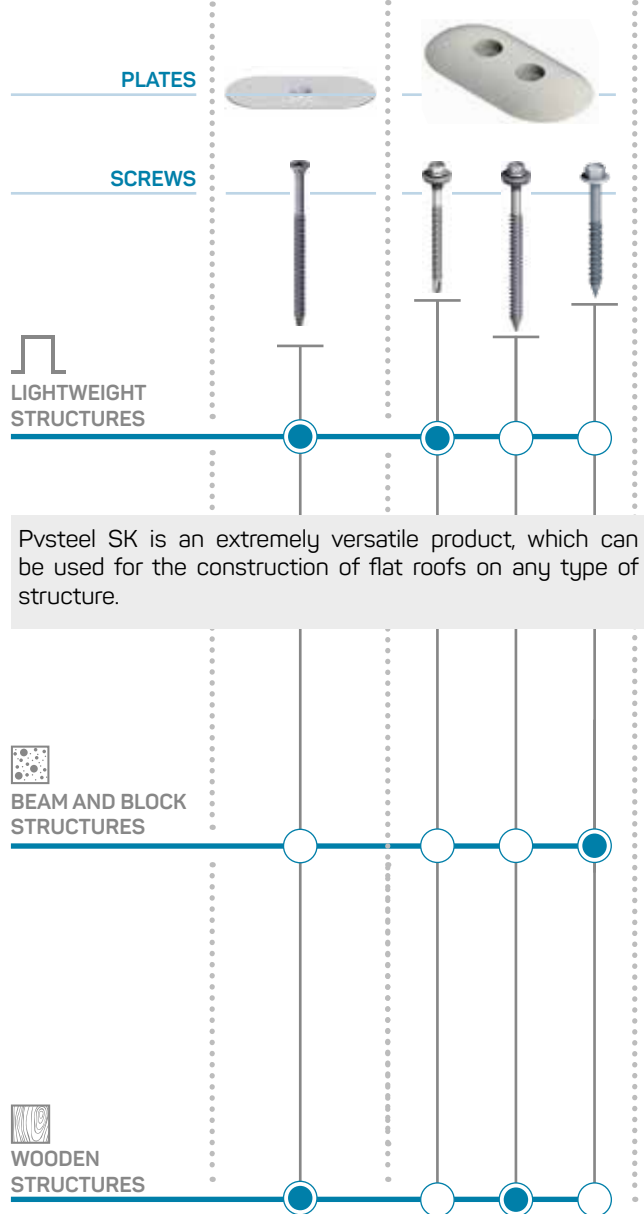 PLATES
SCREWS
LIGHTWEIGHT
STRUCTURES
Pvsteel SK is an extremely versatile product, which can
be used for the construction of flat roofs on any type of
structure.
BEAM AND BLOCK
STRUCTURES
WOODEN
STRUCTURES